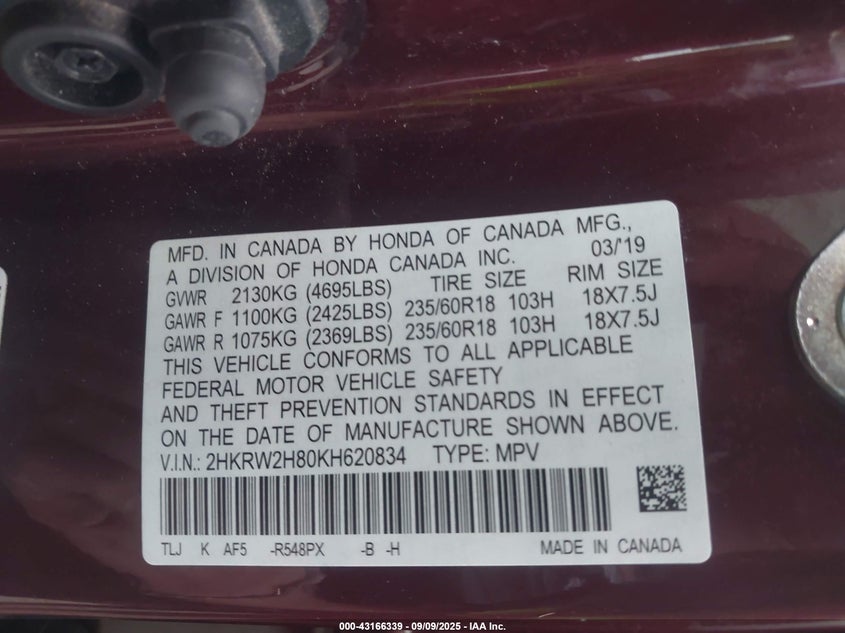 MFD. IN CANADA BY HONDA OF CANADA MFG.,
A DIVISION OF HONDA CANADA INC. 03/'19
GVWR 2130KG (4695LBS) TIRE SIZE RIM SIZE
GAWR F 1100KG (2425LBS) 235/60R18 103H 18X7.5J
GAWR R 1075KG (2369LBS) 235/60R18 103H 18X7.5J
THIS VEHICLE CONFORMS TO ALL APPLICABLE
FEDERAL MOTOR VEHICLE SAFETY
AND THEFT PREVENTION STANDARDS IN EFFECT
ON THE DATE OF MANUFACTURE SHOWN ABOVE.
V.I.N.: 2HKRW2H80KH620834 TYPE: MPV
TLJ K AF5 -R548PX -B -H MADE IN CANADA
000-43166339 - 09/09/2025 - IAA Inc.